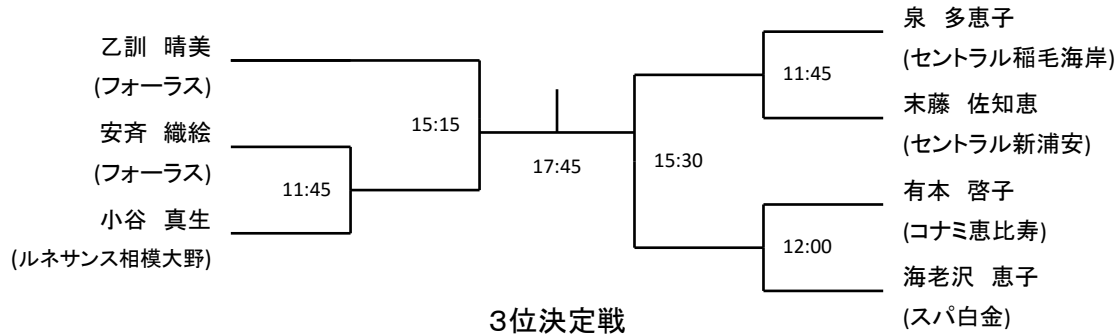 乙訓　晴美
(フォーラス)
安斉　織絵
(フォーラス)
小谷　真生
(ルネサンス相模大野)
15:15
11:45
17:45
15:30
泉　多恵子
(セントラル稲毛海岸)
11:45
末藤　佐知恵
(セントラル新浦安)
有本　啓子
(コナミ恵比寿)
12:00
海老沢　恵子
(スパ白金)
３位決定戦